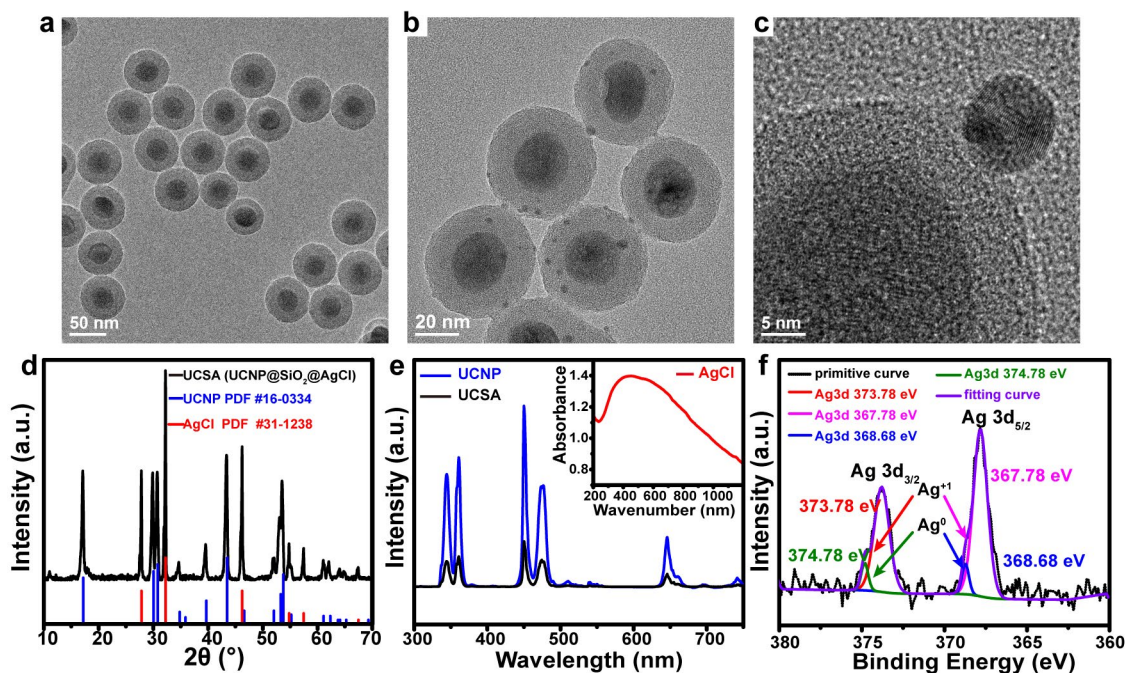 a
b
c
50 nm
20 nm
5 nm
d
UCSA (UCNP@SiO₂@AgCl)
UCNP PDF #16-0334
AgCl PDF #31-1238
Intensity (a.u.)
10 20 30 40 50 60 70
2θ (°)
e
UCNP
UCSA
AgCl
Absorbance
1.4
1.2
1.0
0.8
200 400 600 800 1000
Wavenumber (nm)
Intensity (a.u.)
300 400 500 600 700
Wavelength (nm)
f
primitive curve
Ag3d 373.78 eV
Ag3d 367.78 eV
Ag3d 368.68 eV
Ag3d 374.78 eV
fitting curve
Ag 3d5/2
Ag 3d3/2
367.78 eV
373.78 eV
Ag⁺¹
Ag⁰
374.78 eV
368.68 eV
Intensity (a.u.)
380 375 370 365 360
Binding Energy (eV)